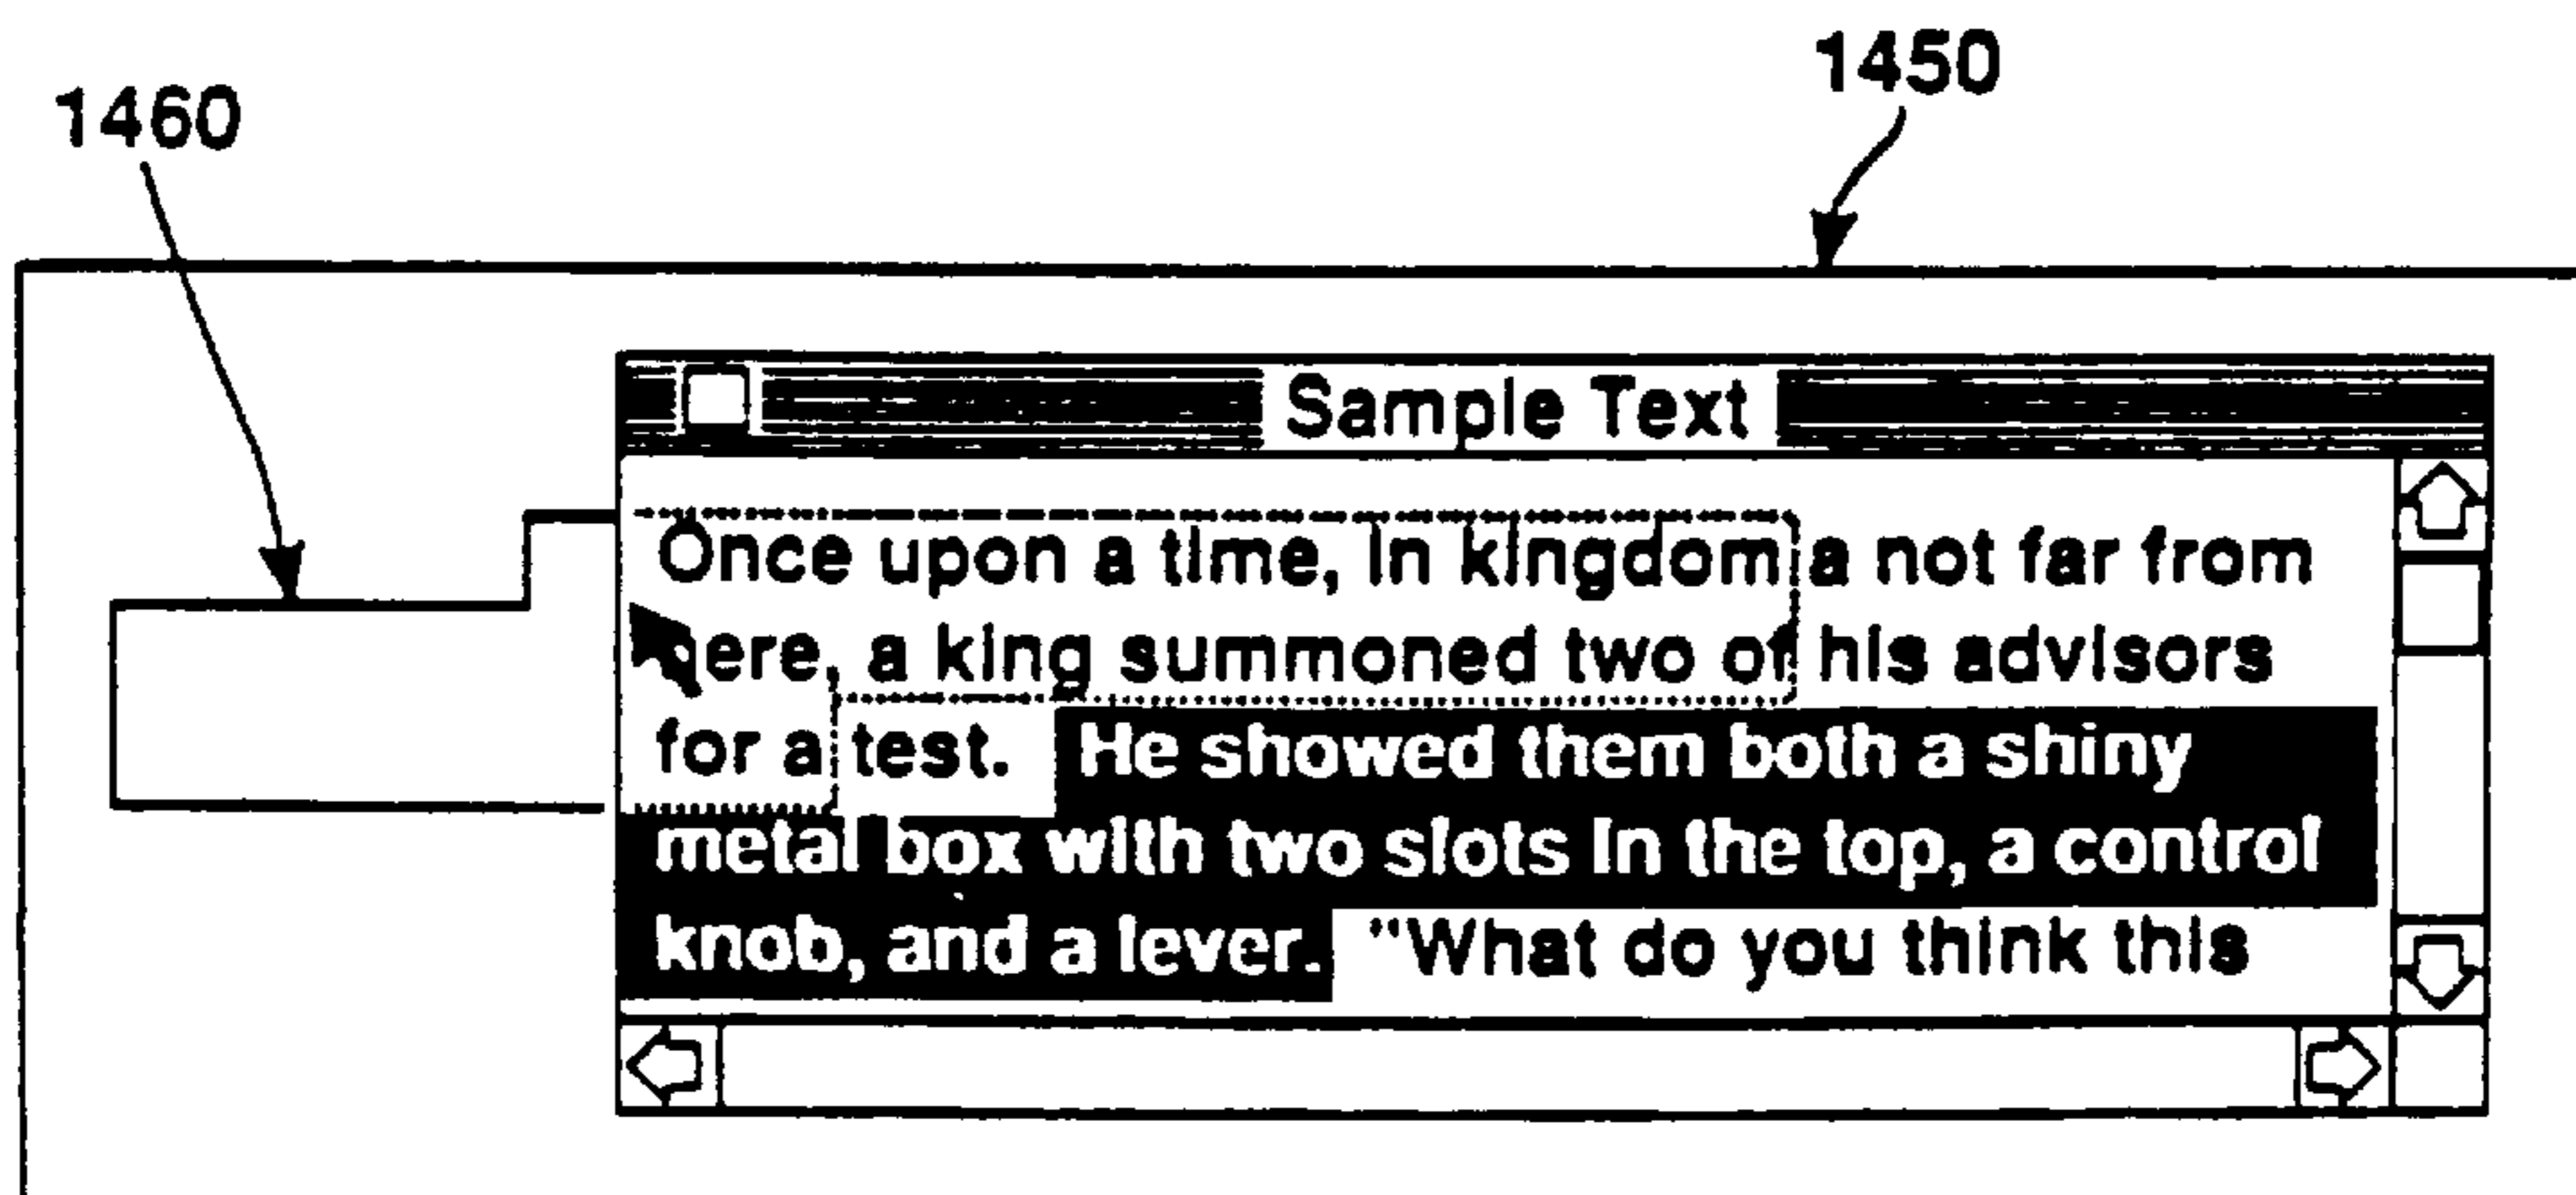 1450
1460
Sample Text
Once upon a time, in kingdom a not far from
here, a king summoned two of his advisors
for a test. He showed them both a shiny
metal box with two slots in the top, a control
knob, and a lever. "What do you think this